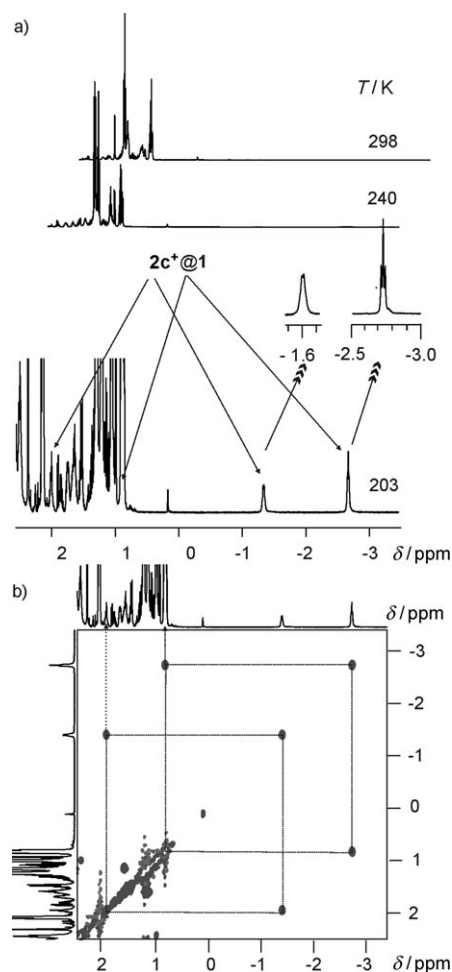 a)
T / K
298
240
2c⁺@1
- 1.6
-2.5 -3.0
203
2 1 0 -1 -2 -3
δ / ppm
b)
δ / ppm
-3
-2
-1
0
1
2
2 1 0 -1 -2 -3
δ / ppm